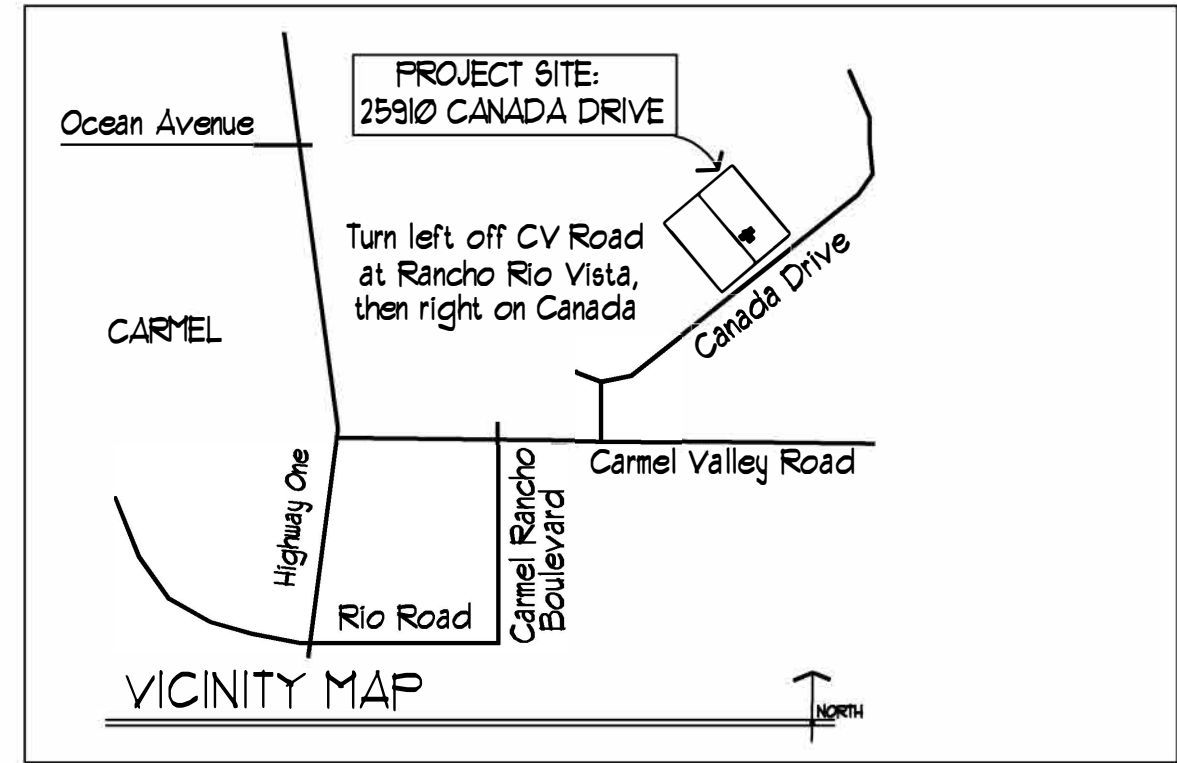 PROJECT SITE:
25910 CANADA DRIVE
Ocean Avenue
Turn left off CV Road
at Rancho Rio Vista,
then right on Canada
Canada Drive
CARMEL
Carmel Valley Road
Highway One
Carmel Rancho
Boulevard
Rio Road
VICINITY MAP
NORTH